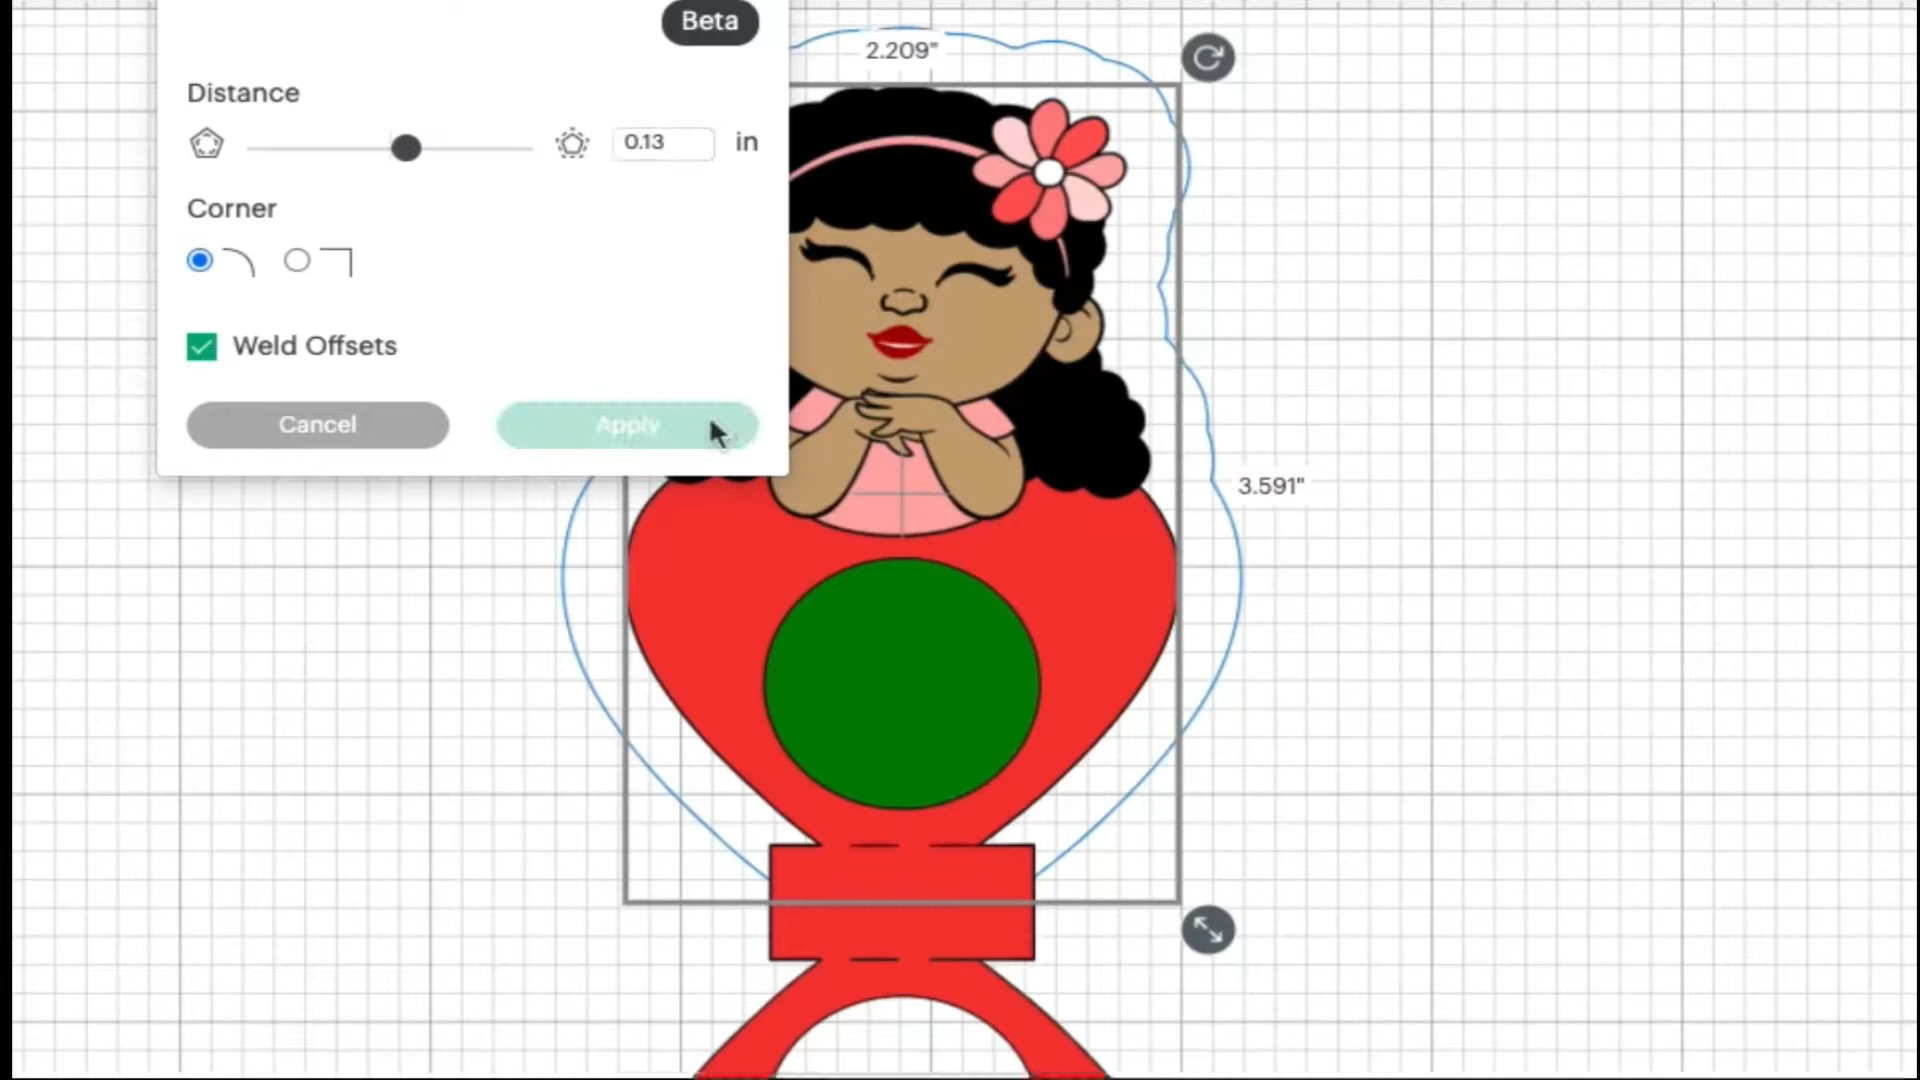 Beta
2.209"
Distance
0.13 in
Corner
Weld Offsets
Cancel
Apply
3.591"